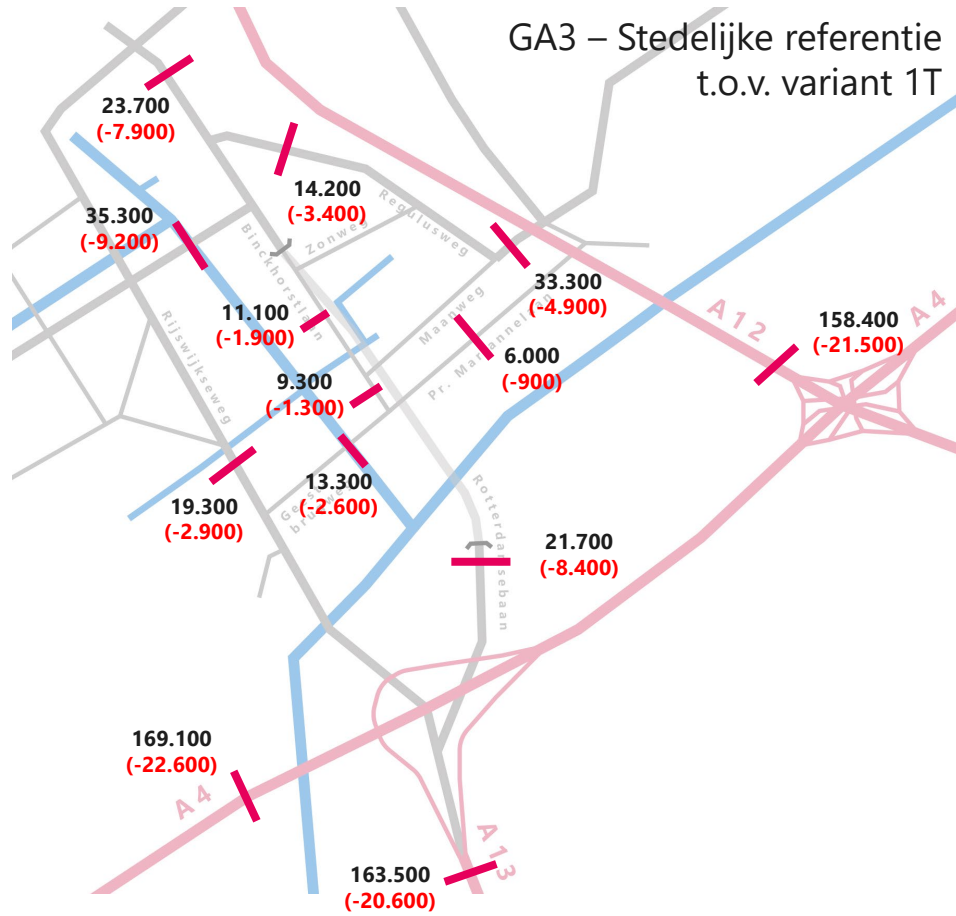 GA3 – Stedelijke referentie
t.o.v. variant 1T
23.700
(-7.900)
14.200
(-3.400)
35.300
(-9.200)
Regulusweg
Zonweg
Binckhorstlaan
33.300
(-4.900)
11.100
(-1.900)
Maanweg
A12
A4
158.400
(-21.500)
6.000
(-900)
Pr. Mariannelaan
Rijswijkseweg
9.300
(-1.300)
13.300
(-2.600)
19.300
(-2.900)
Rotterdamsebaan
21.700
(-8.400)
169.100
(-22.600)
A4
A13
163.500
(-20.600)